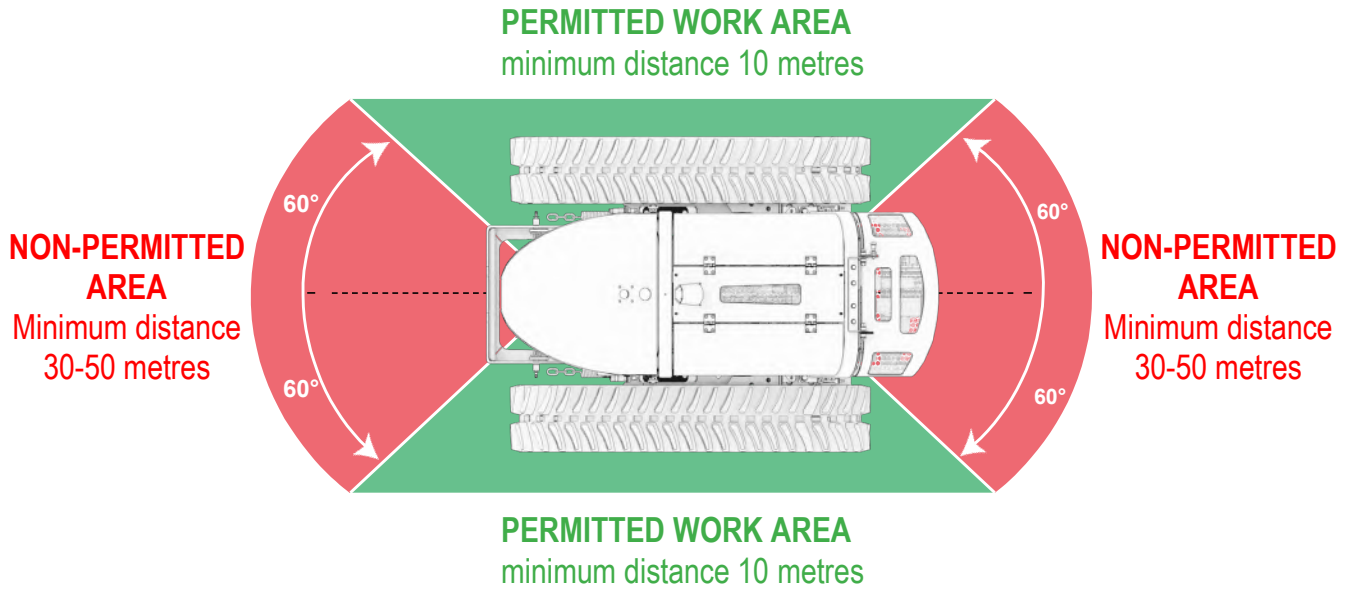 PERMITTED WORK AREA
minimum distance 10 metres
60°
60°
NON-PERMITTED
AREA
Minimum distance
30-50 metres
NON-PERMITTED
AREA
Minimum distance
30-50 metres
60°
60°
PERMITTED WORK AREA
minimum distance 10 metres